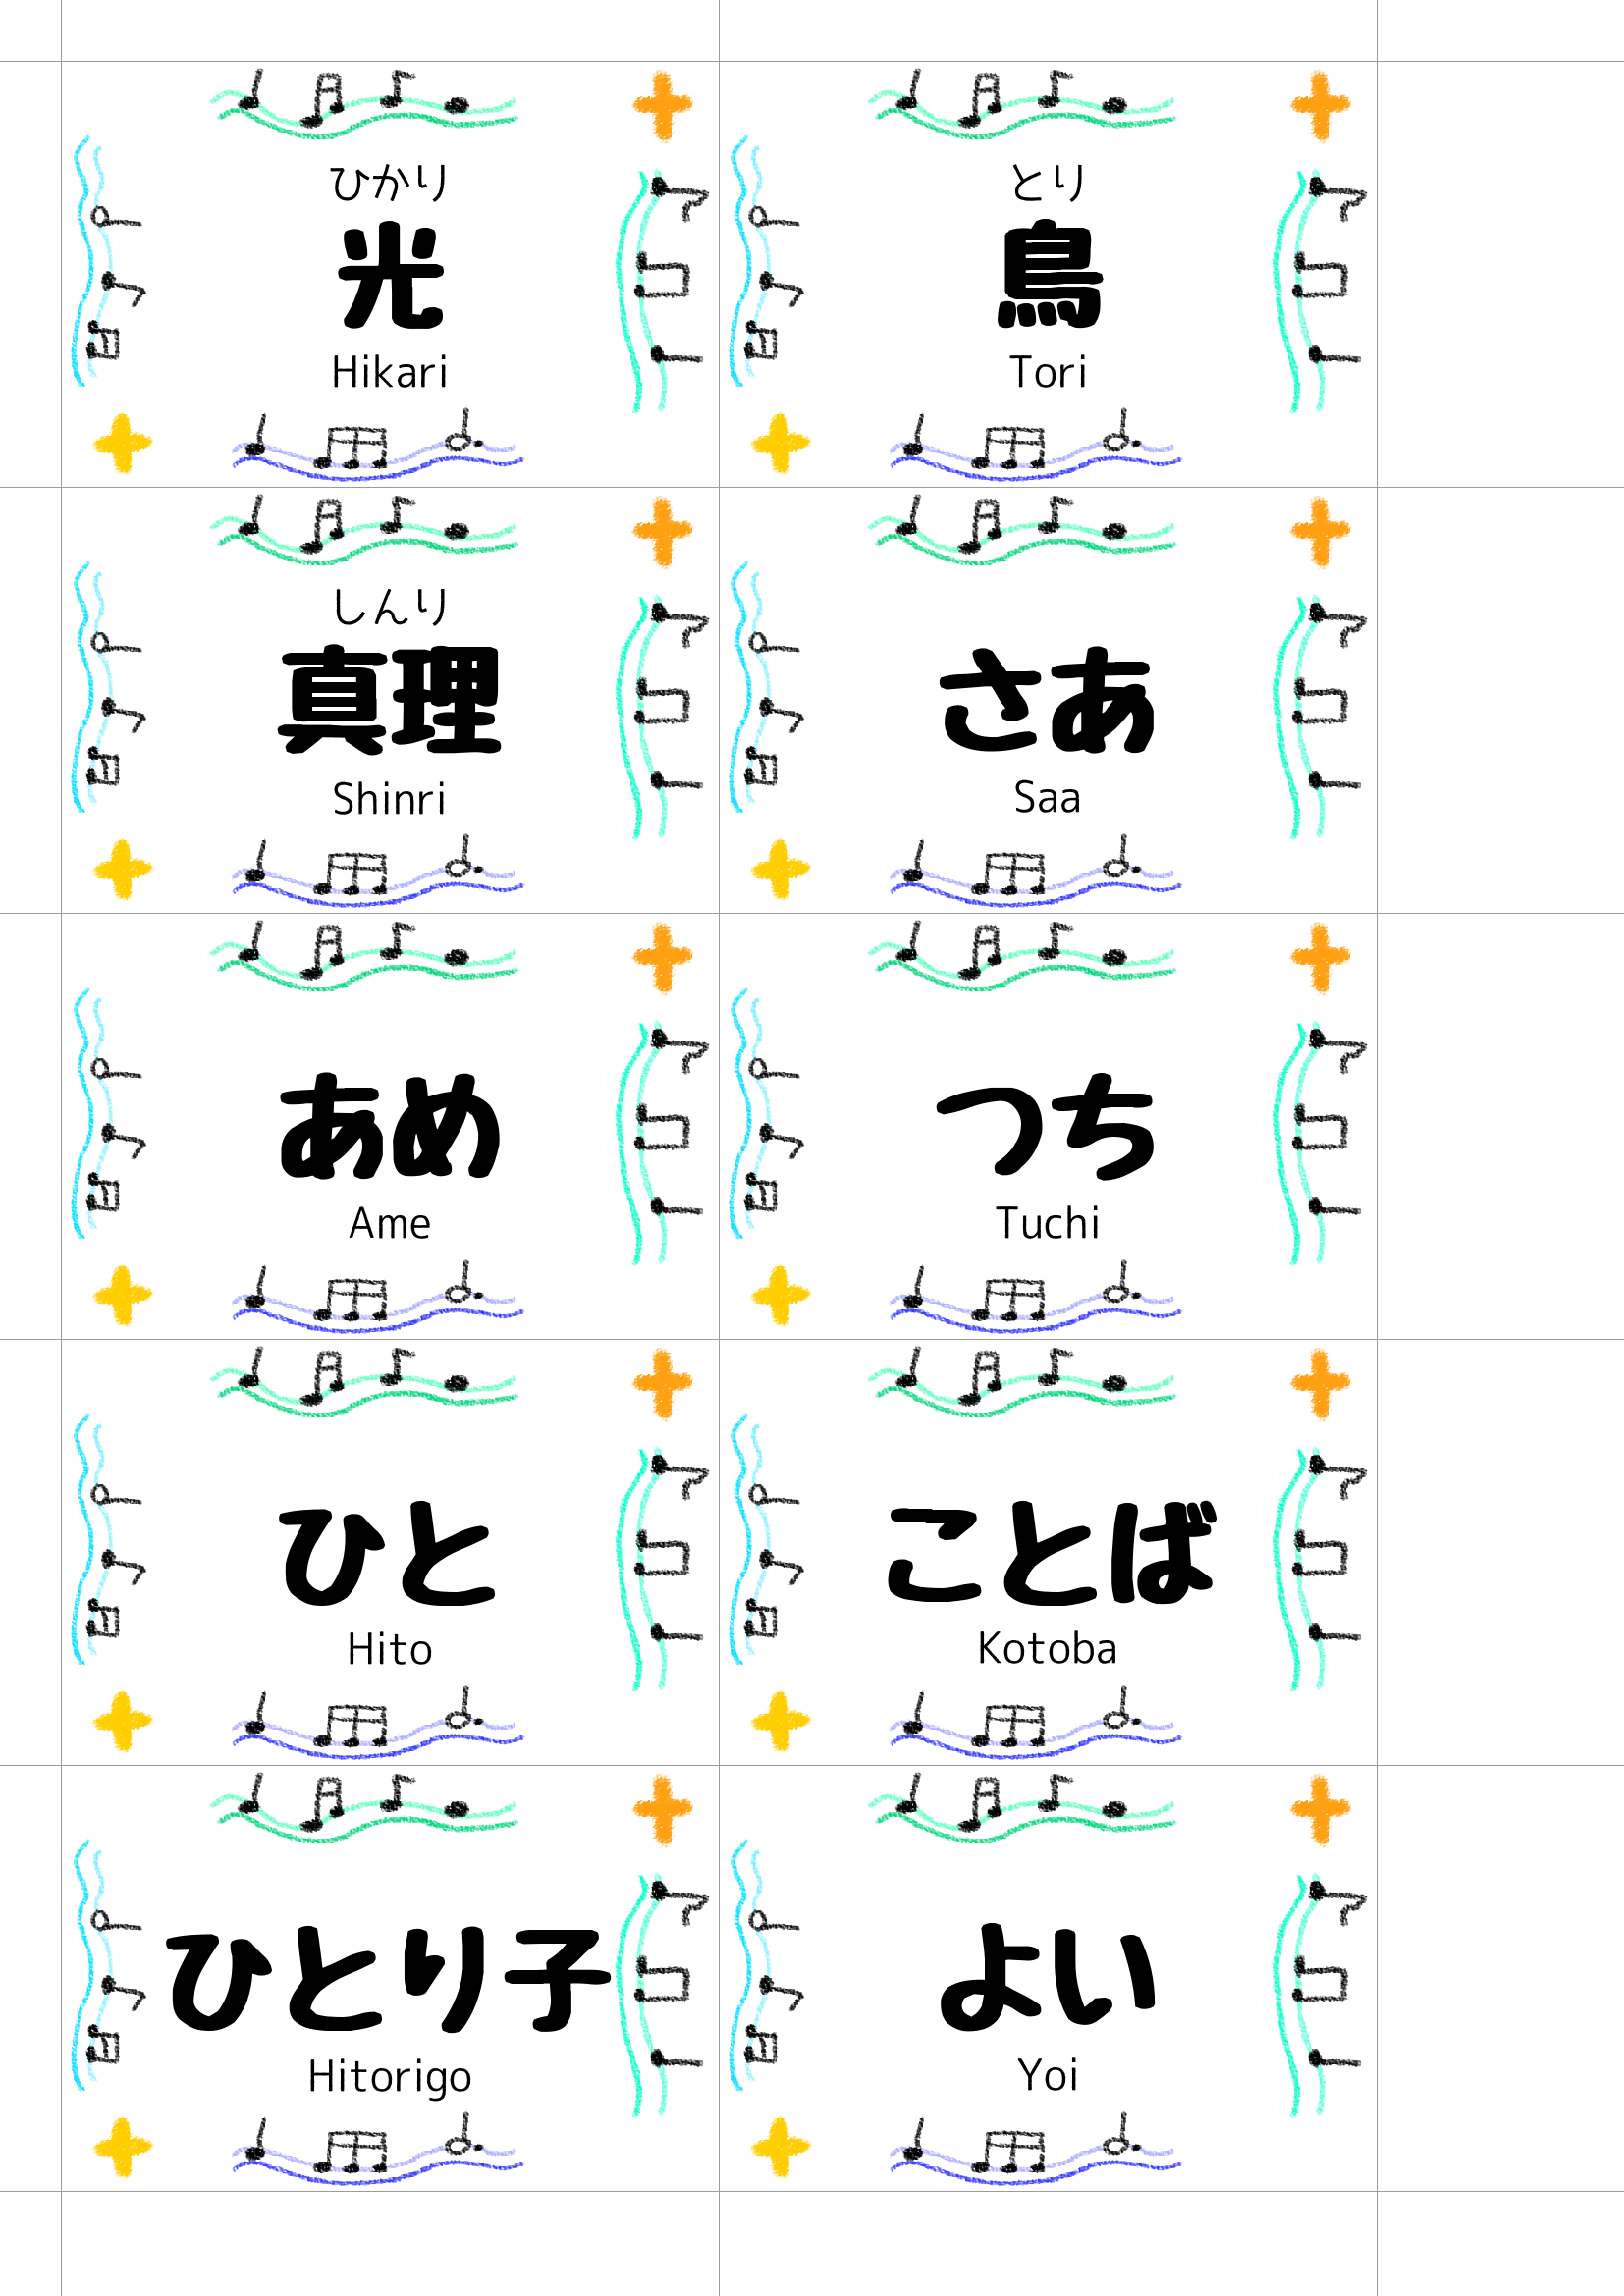 ひかり
光
Hikari
とり
鳥
Tori
しんり
真理
Shinri
さあ
Saa
あめ
Ame
つち
Tuchi
ひと
Hito
ことば
Kotoba
ひとり子
Hitorigo
よい
Yoi